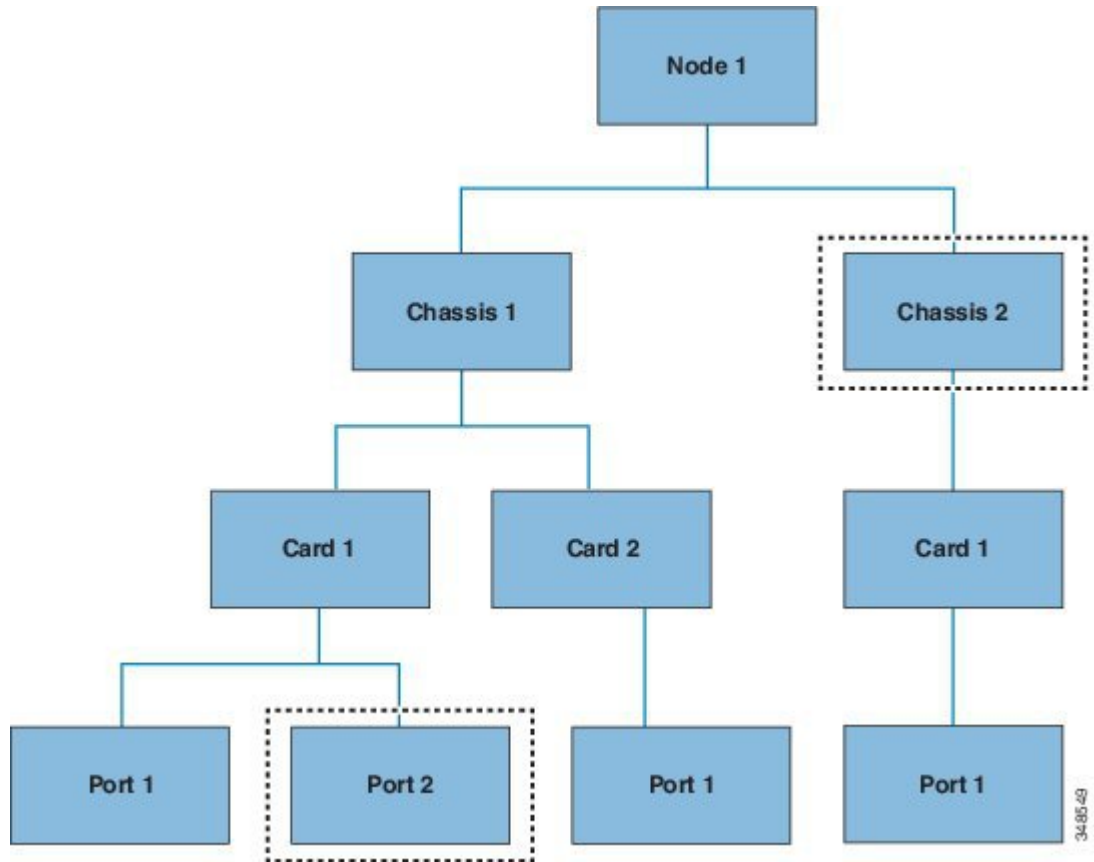 Node 1
Chassis 1
Chassis 2
Card 1
Card 2
Card 1
Port 1
Port 2
Port 1
Port 1
348549